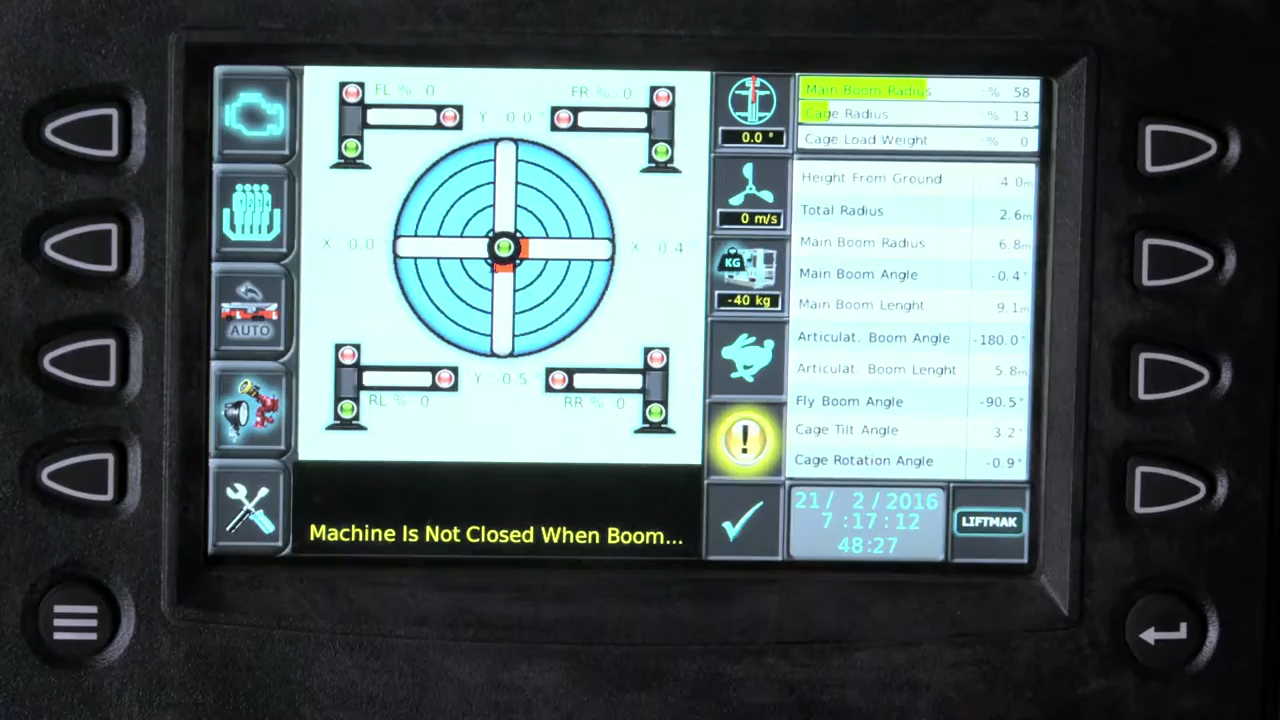 FL % 0
FR % 0
Y 0.0 °
X 0.0 °
X 0.4 °
RL % 0
Y -0.5 °
RR % 0
1 2 3 4
AUTO
Machine Is Not Closed When Boom...
0.0 °
0 m/s
KG
-40 kg
Main Boom Radius % 58
Cage Radius % 13
Cage Load Weight % 0
Height From Ground 4.0m
Total Radius 2.6m
Main Boom Radius 6.8m
Main Boom Angle -0.4°
Main Boom Lenght 9.1m
Articulat. Boom Angle -180.0°
Articulat. Boom Lenght 5.8m
Fly Boom Angle -90.5°
Cage Tilt Angle 3.2°
Cage Rotation Angle -0.9°
21 / 2 / 2016
7 :17 : 12
48:27
LIFTMAK